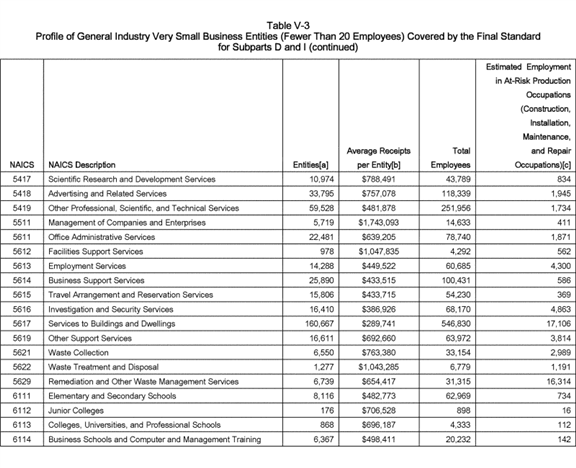 Table V-3
Profile of General Industry Very Small Business Entities (Fewer Than 20 Employees) Covered by the Final Standard
for Subparts D and I (continued)
NAICS NAICS Description Entities[a] Average Receipts per Entity[b] Total Employees Estimated Employment in At-Risk Production Occupations (Construction, Installation, Maintenance, and Repair Occupations)[c]
5417 Scientific Research and Development Services 10,974 $788,491 43,789 834
5418 Advertising and Related Services 33,795 $757,078 118,339 1,945
5419 Other Professional, Scientific, and Technical Services 59,528 $481,878 251,956 1,734
5511 Management of Companies and Enterprises 5,719 $1,743,093 14,633 411
5611 Office Administrative Services 22,481 $639,205 78,740 1,871
5612 Facilities Support Services 978 $1,047,835 4,292 562
5613 Employment Services 14,288 $449,522 60,685 4,300
5614 Business Support Services 25,890 $433,515 100,431 586
5615 Travel Arrangement and Reservation Services 15,806 $433,715 54,230 369
5616 Investigation and Security Services 16,410 $386,926 68,170 4,863
5617 Services to Buildings and Dwellings 160,667 $289,741 546,830 17,106
5619 Other Support Services 16,611 $692,660 63,972 3,814
5621 Waste Collection 6,550 $763,380 33,154 2,989
5622 Waste Treatment and Disposal 1,277 $1,043,285 6,779 1,191
5629 Remediation and Other Waste Management Services 6,739 $654,417 31,315 16,314
6111 Elementary and Secondary Schools 8,116 $482,773 62,969 734
6112 Junior Colleges 176 $706,528 898 16
6113 Colleges, Universities, and Professional Schools 868 $696,187 4,333 112
6114 Business Schools and Computer and Management Training 6,367 $498,411 20,232 142